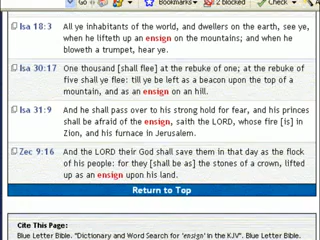 Bookmarks
2 blocked
Check
Isa 18:3 All ye inhabitants of the world, and dwellers on the earth, see ye,
when he lifteth up an ensign on the mountains; and when he
bloweth a trumpet, hear ye.
Isa 30:17 One thousand [shall flee] at the rebuke of one; at the rebuke of
five shall ye flee: till ye be left as a beacon upon the top of a
mountain, and as an ensign on an hill.
Isa 31:9 And he shall pass over to his strong hold for fear, and his princes
shall be afraid of the ensign, saith the LORD, whose fire [is] in
Zion, and his furnace in Jerusalem.
Zec 9:16 And the LORD their God shall save them in that day as the flock
of his people: for they [shall be as] the stones of a crown, lifted
up as an ensign upon his land.
Return to Top
Cite This Page:
Blue Letter Bible. "Dictionary and Word Search for 'ensign' in the KJV". Blue Letter Bible.